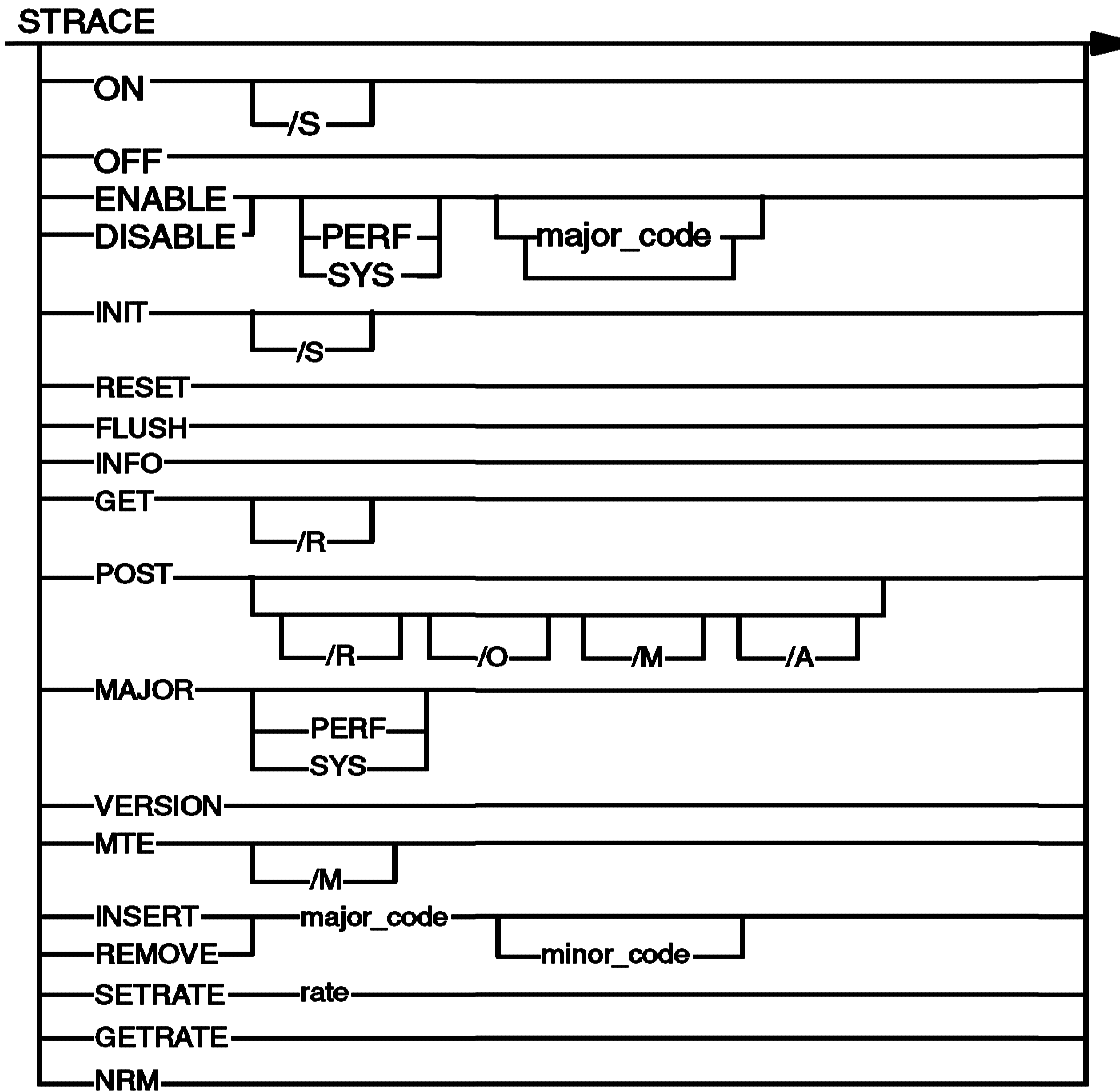 STRACE
ON
/S
OFF
ENABLE
DISABLE PERF major_code
SYS
INIT
/S
RESET
FLUSH
INFO
GET
/R
POST
/R /O /M /A
MAJOR
PERF
SYS
VERSION
MTE
/M
INSERT major_code
REMOVE minor_code
SETRATE rate
GETRATE
NRM